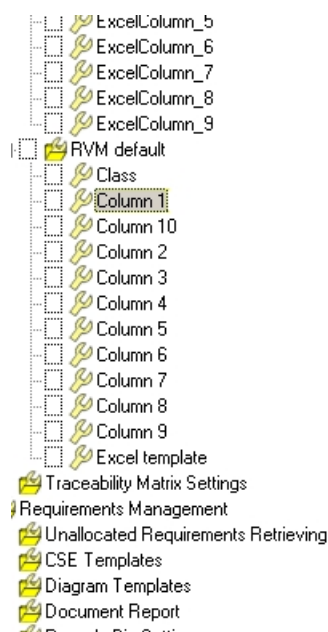 ExcelColumn_5
ExcelColumn_6
ExcelColumn_7
ExcelColumn_8
ExcelColumn_9
RVM default
Class
Column 1
Column 10
Column 2
Column 3
Column 4
Column 5
Column 6
Column 7
Column 8
Column 9
Excel template
Traceability Matrix Settings
Requirements Management
Unallocated Requirements Retrieving
CSE Templates
Diagram Templates
Document Report